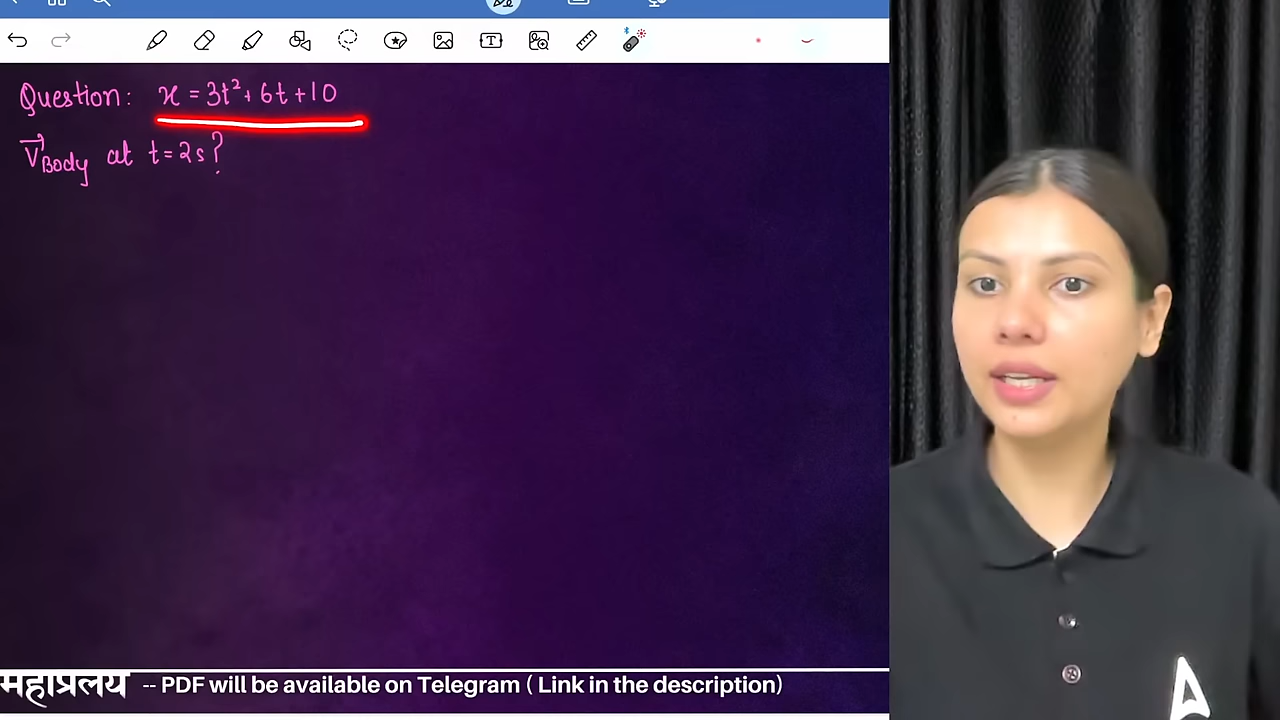 Question: x = 3t² + 6t + 10
V⃗Body at t = 2s?
महाप्रलय -- PDF will be available on Telegram ( Link in the description)